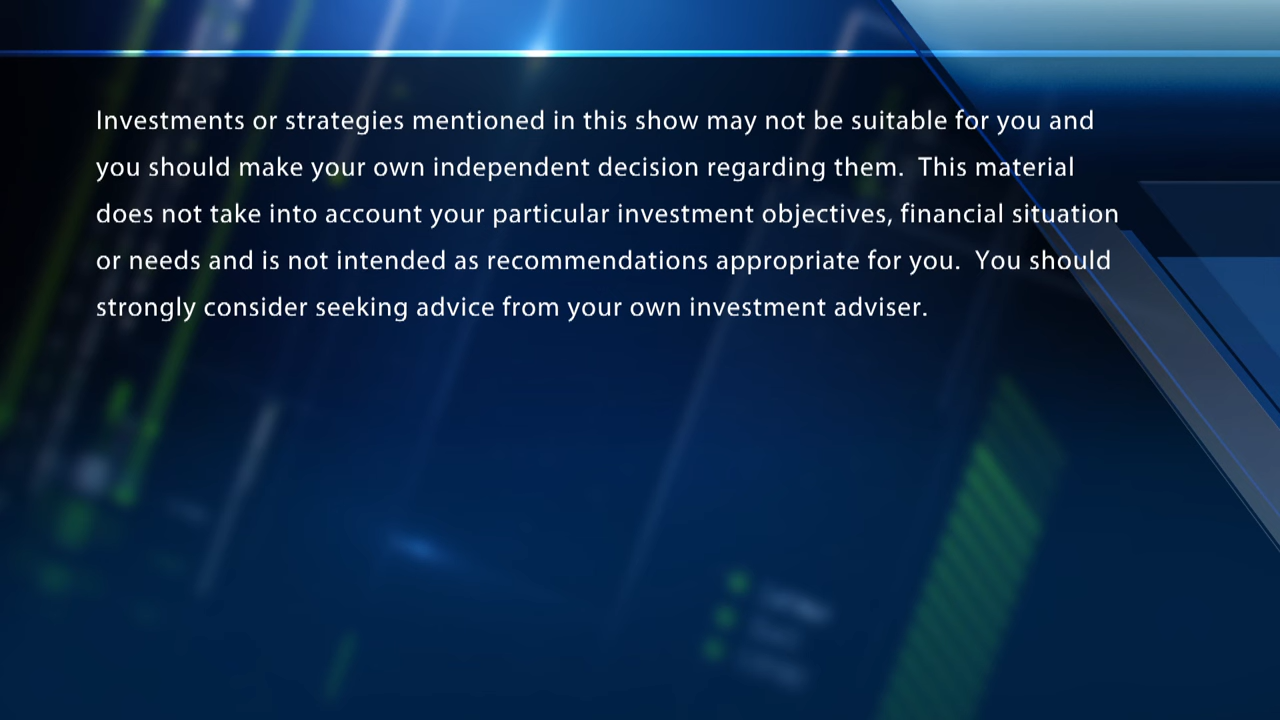 Investments or strategies mentioned in this show may not be suitable for you and
you should make your own independent decision regarding them.  This material
does not take into account your particular investment objectives, financial situation
or needs and is not intended as recommendations appropriate for you.  You should
strongly consider seeking advice from your own investment adviser.